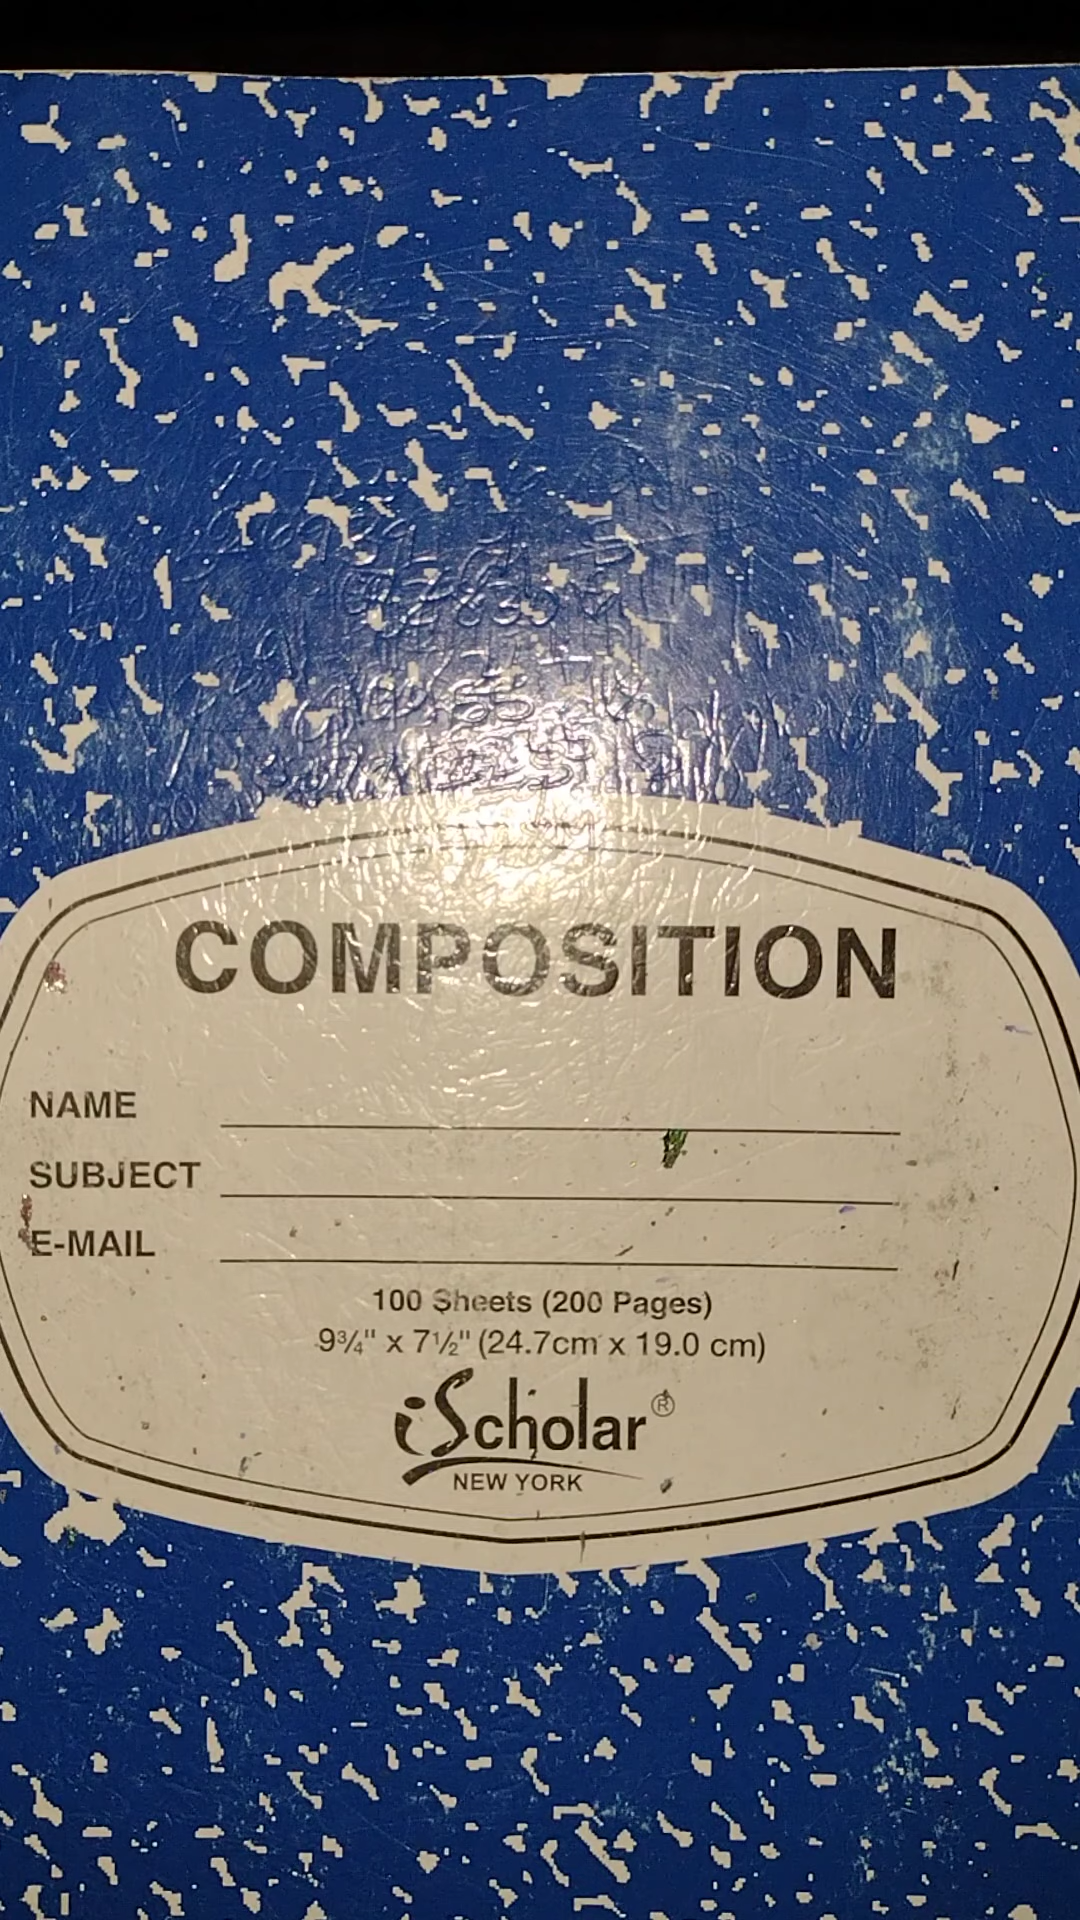 COMPOSITION
NAME
SUBJECT
E-MAIL
100 Sheets (200 Pages)
9¾" x 7½" (24.7cm x 19.0 cm)
iScholar®
NEW YORK